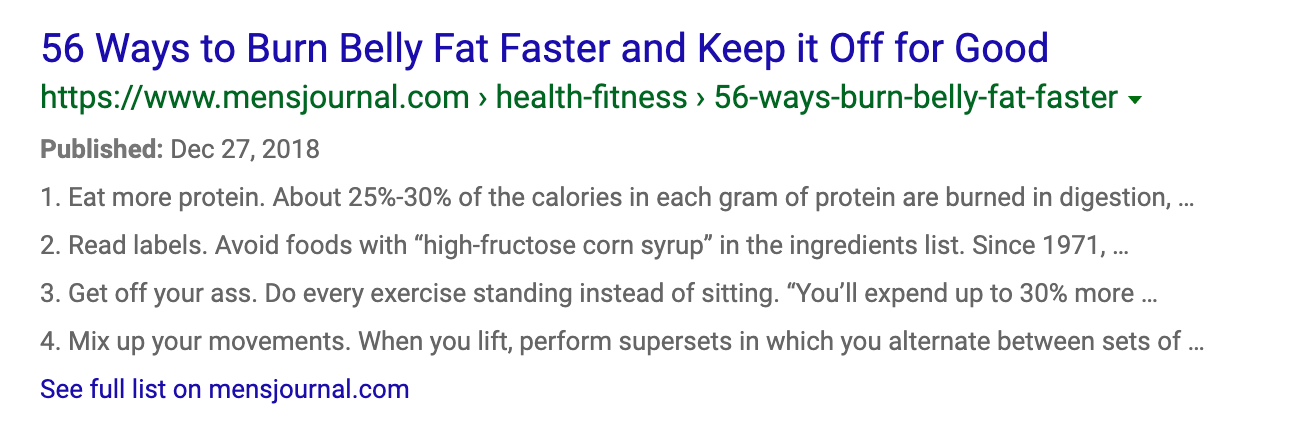 56 Ways to Burn Belly Fat Faster and Keep it Off for Good
https://www.mensjournal.com › health-fitness › 56-ways-burn-belly-fat-faster
Published: Dec 27, 2018
1. Eat more protein. About 25%-30% of the calories in each gram of protein are burned in digestion, ...
2. Read labels. Avoid foods with “high-fructose corn syrup” in the ingredients list. Since 1971, ...
3. Get off your ass. Do every exercise standing instead of sitting. “You’ll expend up to 30% more ...
4. Mix up your movements. When you lift, perform supersets in which you alternate between sets of ...
See full list on mensjournal.com